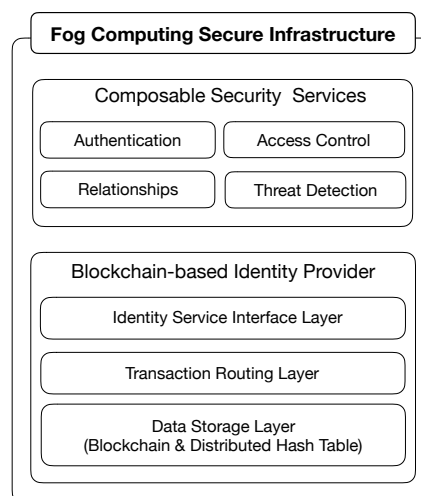 Fog Computing Secure Infrastructure
Composable Security Services
Authentication
Access Control
Relationships
Threat Detection
Blockchain-based Identity Provider
Identity Service Interface Layer
Transaction Routing Layer
Data Storage Layer
(Blockchain & Distributed Hash Table)